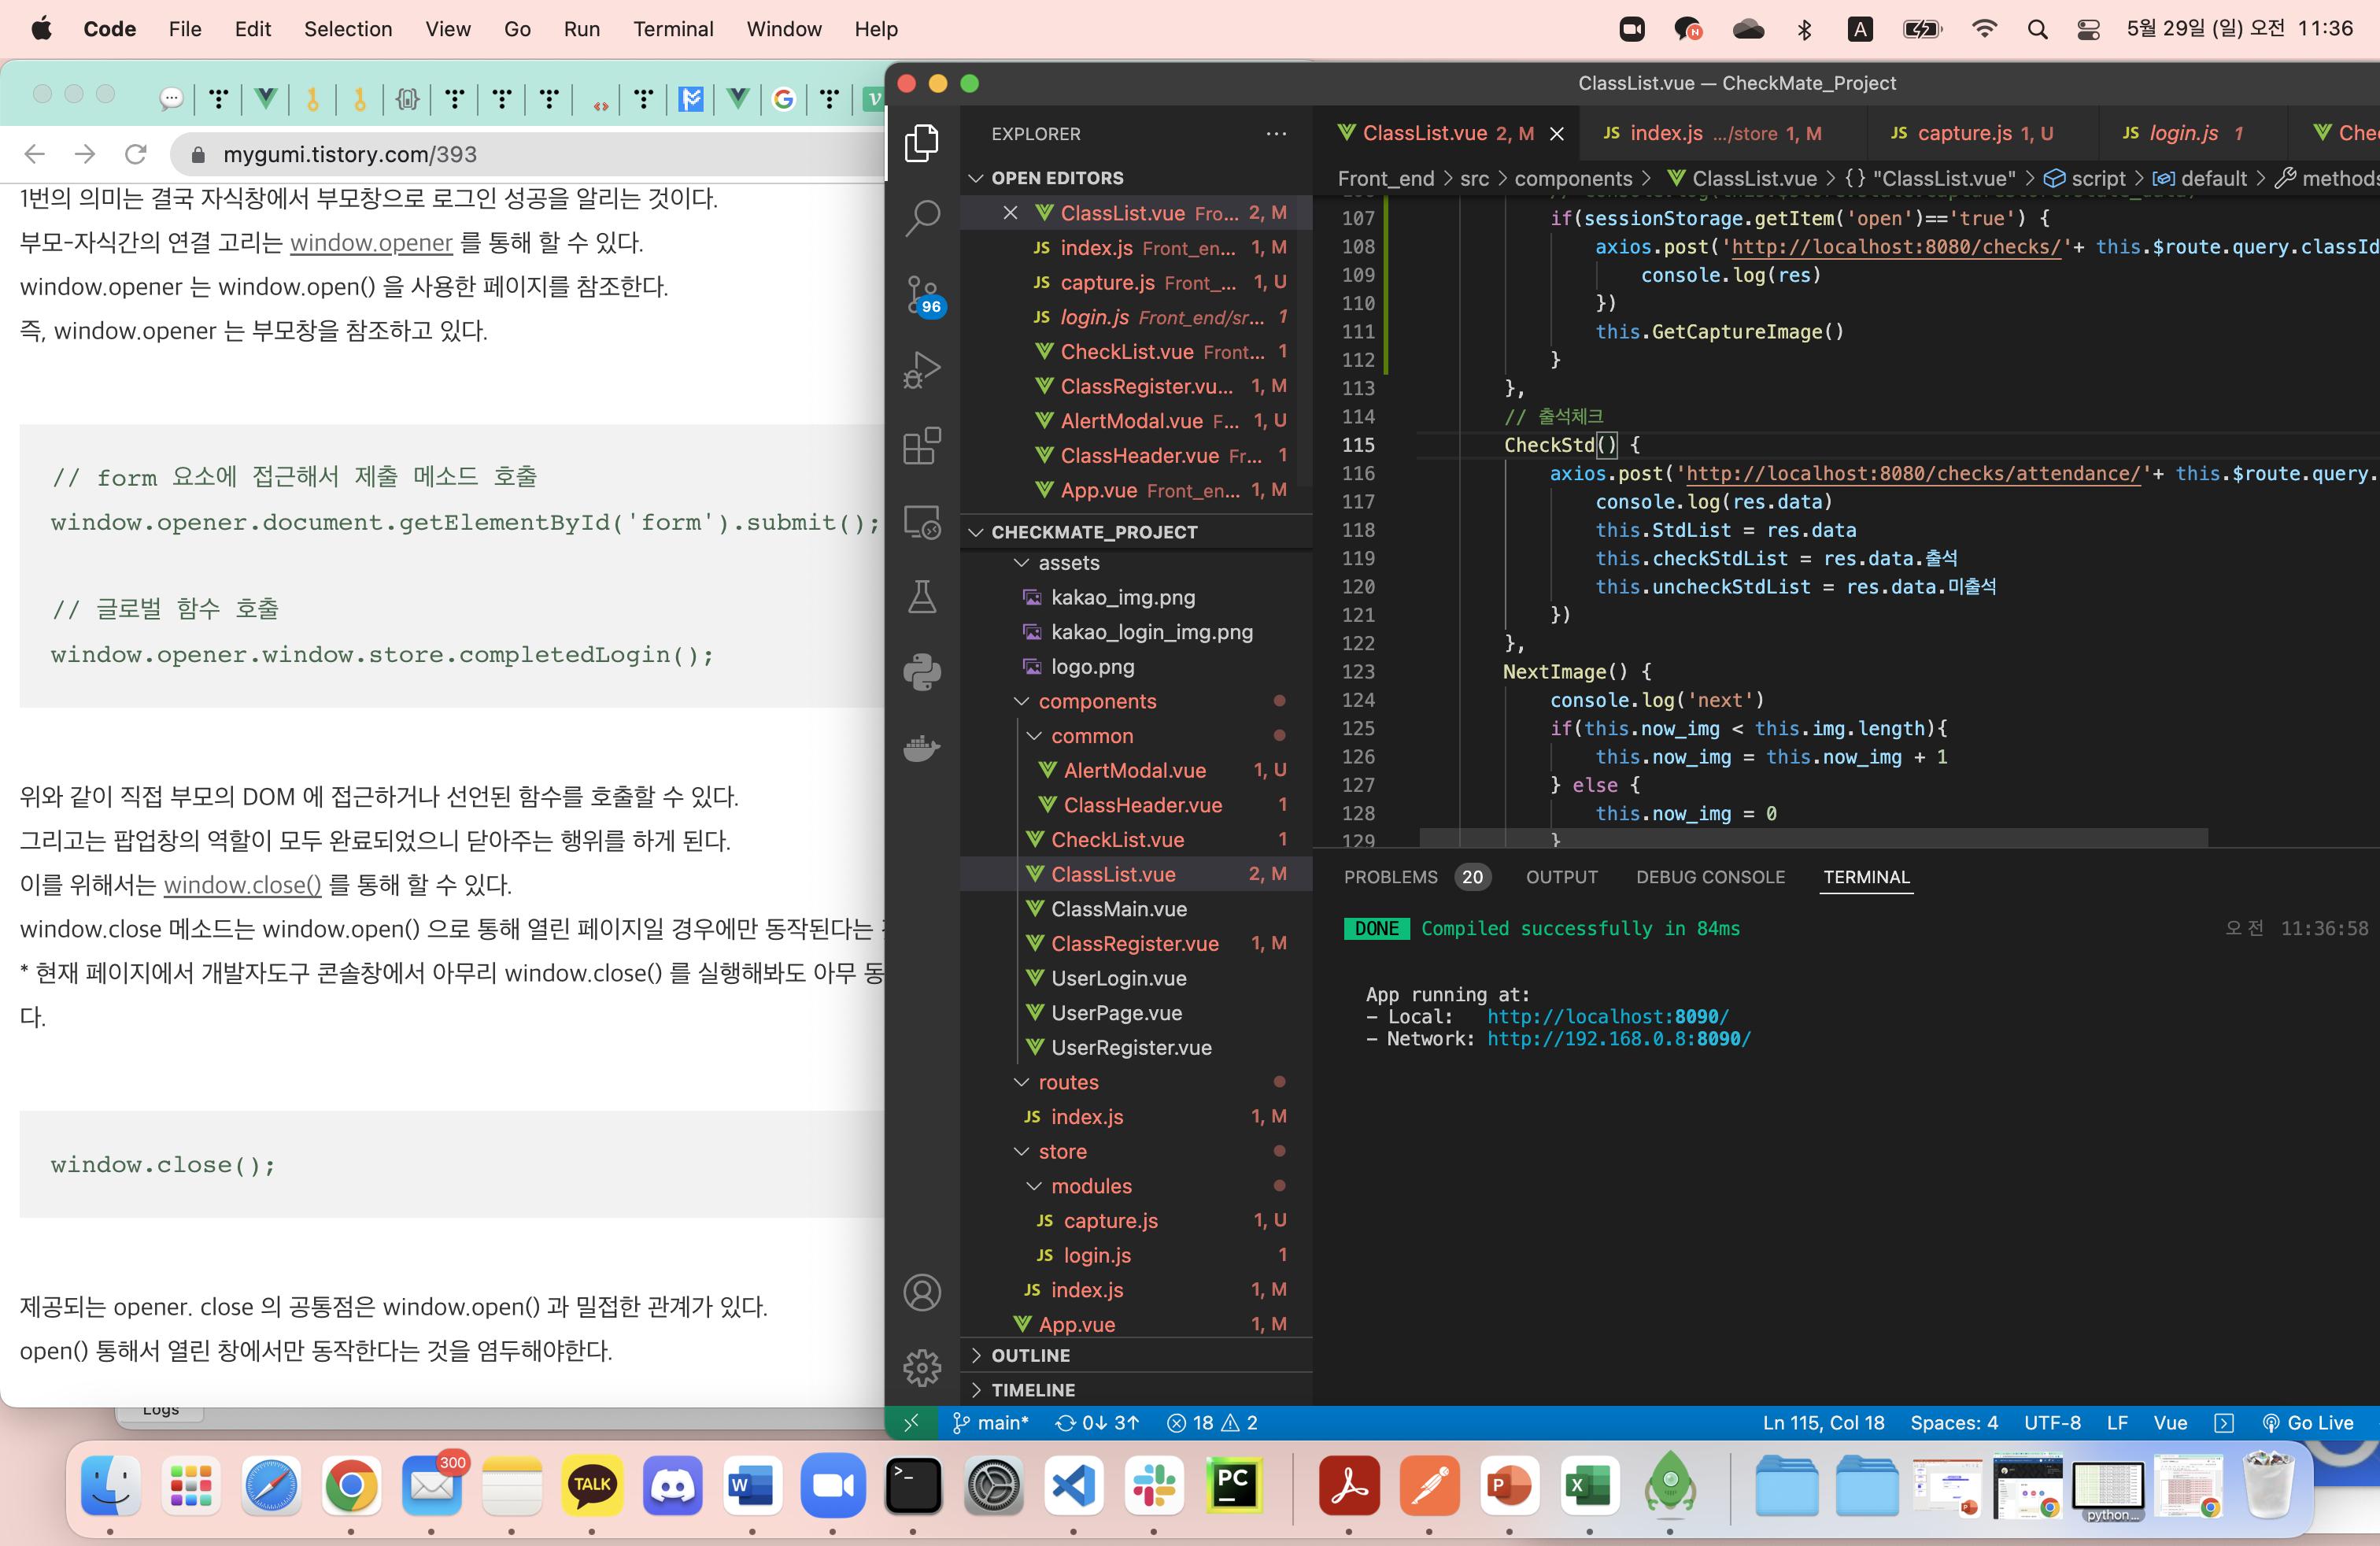 Code File Edit Selection View Go Run Terminal Window Help
A
5월 29일 (일) 오전 11:36
mygumi.tistory.com/393
1번의 의미는 결국 자식창에서 부모창으로 로그인 성공을 알리는 것이다.
부모-자식간의 연결 고리는 window.opener 를 통해 할 수 있다.
window.opener 는 window.open() 을 사용한 페이지를 참조한다.
즉, window.opener 는 부모창을 참조하고 있다.
// form 요소에 접근해서 제출 메소드 호출
window.opener.document.getElementById('form').submit();
// 글로벌 함수 호출
window.opener.window.store.completedLogin();
위와 같이 직접 부모의 DOM 에 접근하거나 선언된 함수를 호출할 수 있다.
그리고는 팝업창의 역할이 모두 완료되었으니 닫아주는 행위를 하게 된다.
이를 위해서는 window.close() 를 통해 할 수 있다.
window.close 메소드는 window.open() 으로 통해 열린 페이지일 경우에만 동작된다는
* 현재 페이지에서 개발자도구 콘솔창에서 아무리 window.close() 를 실행해봐도 아무 동
다.
window.close();
제공되는 opener. close 의 공통점은 window.open() 과 밀접한 관계가 있다.
open() 통해서 열린 창에서만 동작한다는 것을 염두해야한다.
Logs
ClassList.vue — CheckMate_Project
EXPLORER
OPEN EDITORS
ClassList.vue Fro... 2, M
index.js Front_en... 1, M
capture.js Front_... 1, U
login.js Front_end/sr... 1
CheckList.vue Front... 1
ClassRegister.vu... 1, M
AlertModal.vue F... 1, U
ClassHeader.vue Fr... 1
App.vue Front_en... 1, M
96
CHECKMATE_PROJECT
assets
kakao_img.png
kakao_login_img.png
logo.png
components
common
AlertModal.vue 1, U
ClassHeader.vue 1
CheckList.vue 1
ClassList.vue 2, M
ClassMain.vue
ClassRegister.vue 1, M
UserLogin.vue
UserPage.vue
UserRegister.vue
routes
index.js 1, M
store
modules
capture.js 1, U
login.js 1
index.js 1, M
App.vue 1, M
OUTLINE
TIMELINE
ClassList.vue 2, M JS index.js .../store 1, M JS capture.js 1, U JS login.js 1 Che
Front_end > src > components > ClassList.vue > {} "ClassList.vue" > script > default > methods
107 if(sessionStorage.getItem('open')=='true') {
108 axios.post('http://localhost:8080/checks/'+ this.$route.query.classId
109 console.log(res)
110 })
111 this.GetCaptureImage()
112 }
113 },
114 // 출석체크
115 CheckStd() {
116 axios.post('http://localhost:8080/checks/attendance/'+ this.$route.query.
117 console.log(res.data)
118 this.StdList = res.data
119 this.checkStdList = res.data.출석
120 this.uncheckStdList = res.data.미출석
121 })
122 },
123 NextImage() {
124 console.log('next')
125 if(this.now_img < this.img.length){
126 this.now_img = this.now_img + 1
127 } else {
128 this.now_img = 0
129 }
PROBLEMS 20 OUTPUT DEBUG CONSOLE TERMINAL
DONE Compiled successfully in 84ms 오전 11:36:58
App running at:
- Local: http://localhost:8090/
- Network: http://192.168.0.8:8090/
main* 0↓ 3↑ 18 2 Ln 115, Col 18 Spaces: 4 UTF-8 LF Vue Go Live
300
TALK
W
PC
P
X
python...